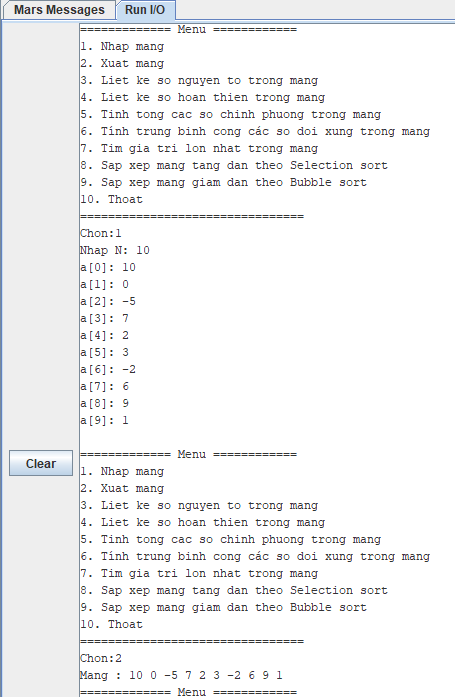 Mars Messages Run I/O
============= Menu ============
1. Nhap mang
2. Xuat mang
3. Liet ke so nguyen to trong mang
4. Liet ke so hoan thien trong mang
5. Tinh tong cac so chinh phuong trong mang
6. Tính trung binh cong các so doi xung trong mang
7. Tim gia tri lon nhat trong mang
8. Sap xep mang tang dan theo Selection sort
9. Sap xep mang giam dan theo Bubble sort
10. Thoat
================================
Chon:1
Nhap N: 10
a[0]: 10
a[1]: 0
a[2]: -5
a[3]: 7
a[4]: 2
a[5]: 3
a[6]: -2
a[7]: 6
a[8]: 9
a[9]: 1
============= Menu ============
Clear
1. Nhap mang
2. Xuat mang
3. Liet ke so nguyen to trong mang
4. Liet ke so hoan thien trong mang
5. Tinh tong cac so chinh phuong trong mang
6. Tính trung binh cong các so doi xung trong mang
7. Tim gia tri lon nhat trong mang
8. Sap xep mang tang dan theo Selection sort
9. Sap xep mang giam dan theo Bubble sort
10. Thoat
================================
Chon:2
Mang : 10 0 -5 7 2 3 -2 6 9 1
============= Menu ============